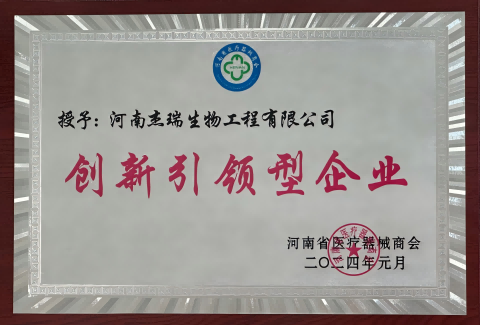 授予：河南杰瑞生物工程有限公司
创新引领型企业
河南省医疗器械商会
二〇二四年元月